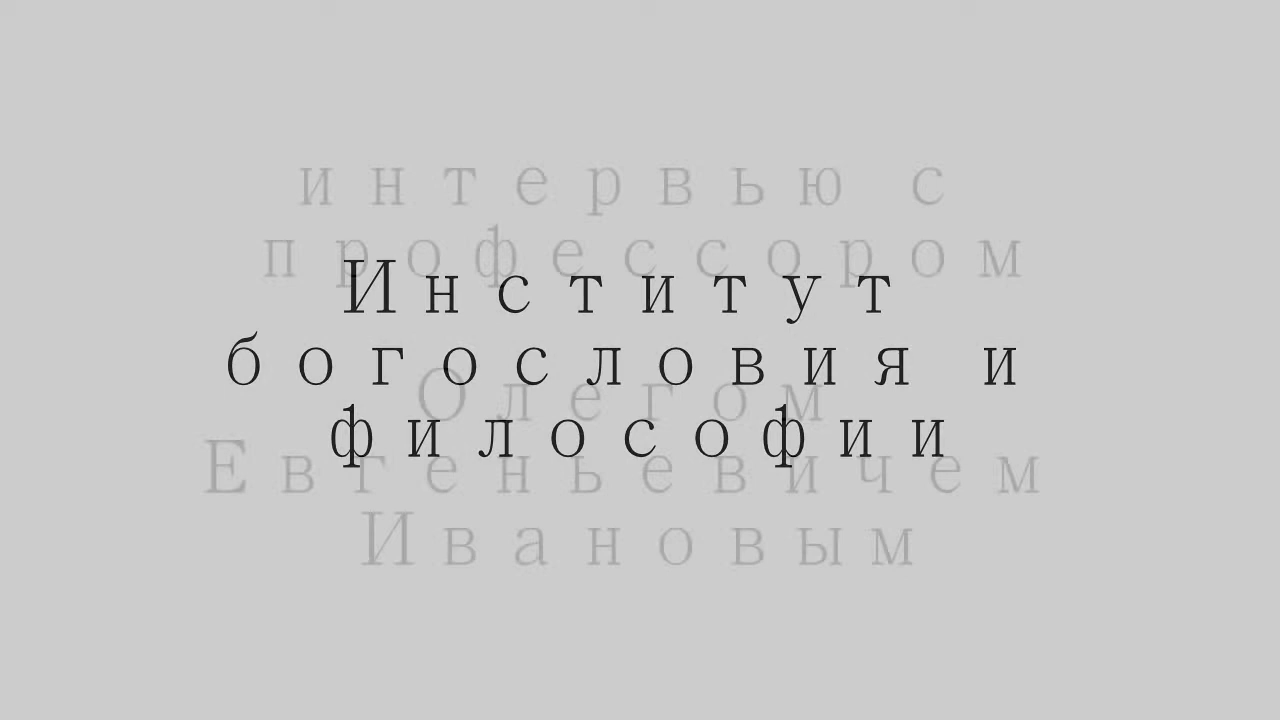 интервью с
профессором
Институт
богословия и
Олегом
философии
Евгеньевичем
Ивановым